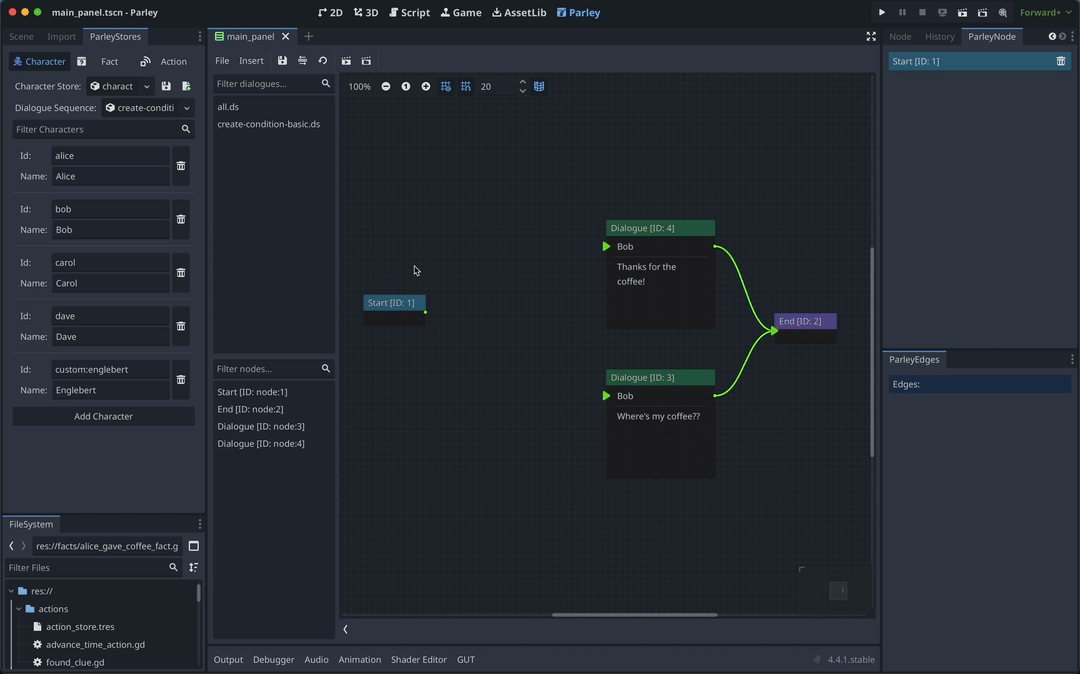 main_panel.tscn - Parley
2D 3D Script Game AssetLib Parley
Forward+
Scene Import ParleyStores
main_panel
Node History ParleyNode
Character Fact Action
File Insert
Start [ID: 1]
Character Store: charact
Filter dialogues...
100% 1 20
Dialogue Sequence: create-conditi
all.ds
create-condition-basic.ds
Filter Characters
Id: alice
Name: Alice
Id: bob
Name: Bob
Id: carol
Name: Carol
Id: dave
Name: Dave
Id: custom:englebert
Name: Englebert
Add Character
Filter nodes...
Start [ID: node:1]
End [ID: node:2]
Dialogue [ID: node:3]
Dialogue [ID: node:4]
Start [ID: 1]
Dialogue [ID: 4]
Bob
Thanks for the
coffee!
Dialogue [ID: 3]
Bob
Where's my coffee??
End [ID: 2]
ParleyEdges
Edges:
FileSystem
res://facts/alice_gave_coffee_fact.g
Filter Files
res://
actions
action_store.tres
advance_time_action.gd
found_clue.gd
Output Debugger Audio Animation Shader Editor GUT
4.4.1.stable